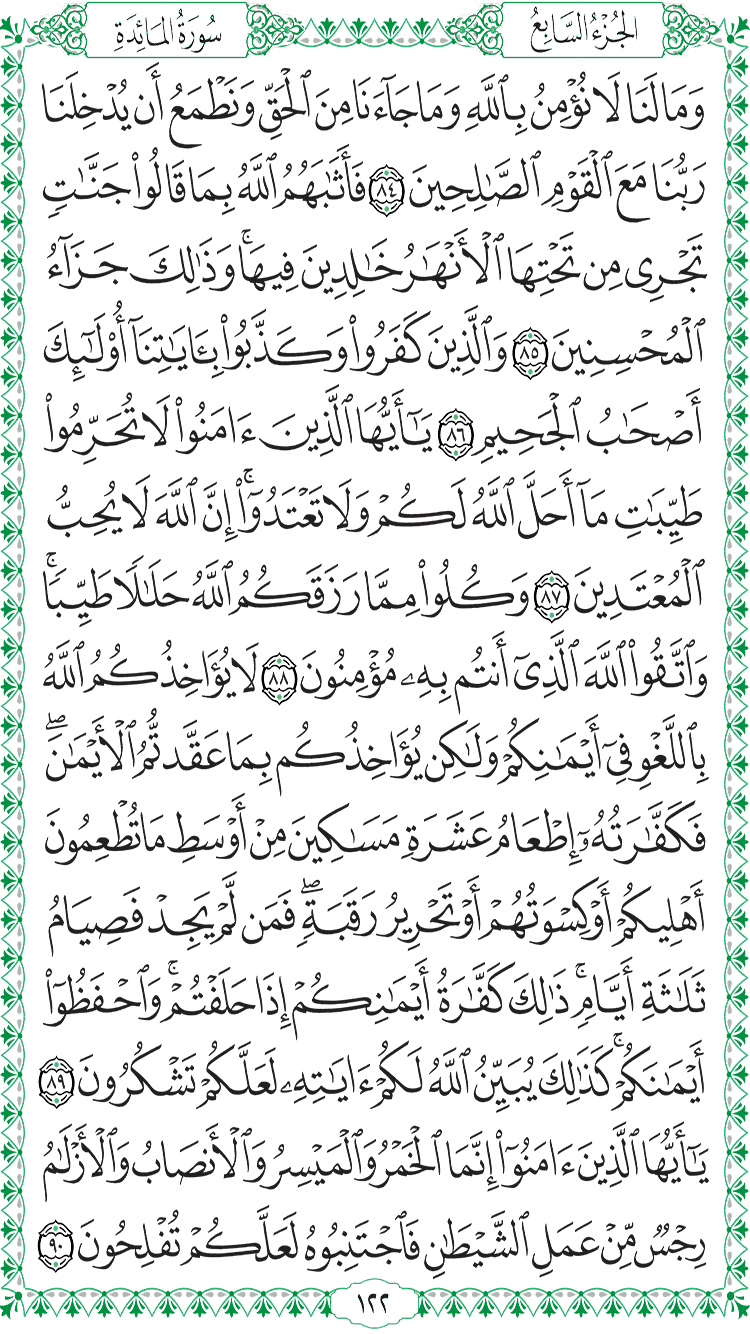 الجُزْءُ السَّابِعُ
سُورَةُ المَائِدَةِ
وَمَا لَنَا لَا نُؤْمِنُ بِٱللَّهِ وَمَا جَآءَنَا مِنَ ٱلْحَقِّ وَنَطْمَعُ أَن يُدْخِلَنَا
رَبُّنَا مَعَ ٱلْقَوْمِ ٱلصَّٰلِحِينَ ٨٤ فَأَثَٰبَهُمُ ٱللَّهُ بِمَا قَالُوا۟ جَنَّٰتٍ
تَجْرِى مِن تَحْتِهَا ٱلْأَنْهَٰرُ خَٰلِدِينَ فِيهَا ۚ وَذَٰلِكَ جَزَآءُ
ٱلْمُحْسِنِينَ ٨٥ وَٱلَّذِينَ كَفَرُوا۟ وَكَذَّبُوا۟ بِـَٔايَٰتِنَآ أُو۟لَٰٓئِكَ
أَصْحَٰبُ ٱلْجَحِيمِ ٨٦ يَٰٓأَيُّهَا ٱلَّذِينَ ءَامَنُوا۟ لَا تُحَرِّمُوا۟
طَيِّبَٰتِ مَآ أَحَلَّ ٱللَّهُ لَكُمْ وَلَا تَعْتَدُوٓا۟ ۚ إِنَّ ٱللَّهَ لَا يُحِبُّ
ٱلْمُعْتَدِينَ ٨٧ وَكُلُوا۟ مِمَّا رَزَقَكُمُ ٱللَّهُ حَلَٰلًا طَيِّبًا ۚ
وَٱتَّقُوا۟ ٱللَّهَ ٱلَّذِىٓ أَنتُم بِهِۦ مُؤْمِنُونَ ٨٨ لَا يُؤَاخِذُكُمُ ٱللَّهُ
بِٱللَّغْوِ فِىٓ أَيْمَٰنِكُمْ وَلَٰكِن يُؤَاخِذُكُم بِمَا عَقَّدتُّمُ ٱلْأَيْمَٰنَ ۖ
فَكَفَّٰرَتُهُۥٓ إِطْعَامُ عَشَرَةِ مَسَٰكِينَ مِنْ أَوْسَطِ مَا تُطْعِمُونَ
أَهْلِيكُمْ أَوْ كِسْوَتُهُمْ أَوْ تَحْرِيرُ رَقَبَةٍ ۖ فَمَن لَّمْ يَجِدْ فَصِيَامُ
ثَلَٰثَةِ أَيَّامٍ ۚ ذَٰلِكَ كَفَّٰرَةُ أَيْمَٰنِكُمْ إِذَا حَلَفْتُمْ ۚ وَٱحْفَظُوٓا۟
أَيْمَٰنَكُمْ ۚ كَذَٰلِكَ يُبَيِّنُ ٱللَّهُ لَكُمْ ءَايَٰتِهِۦ لَعَلَّكُمْ تَشْكُرُونَ ٨٩
يَٰٓأَيُّهَا ٱلَّذِينَ ءَامَنُوٓا۟ إِنَّمَا ٱلْخَمْرُ وَٱلْمَيْسِرُ وَٱلْأَنصَابُ وَٱلْأَزْلَٰمُ
رِجْسٌ مِّنْ عَمَلِ ٱلشَّيْطَٰنِ فَٱجْتَنِبُوهُ لَعَلَّكُمْ تُفْلِحُونَ ٩٠
١٢٢